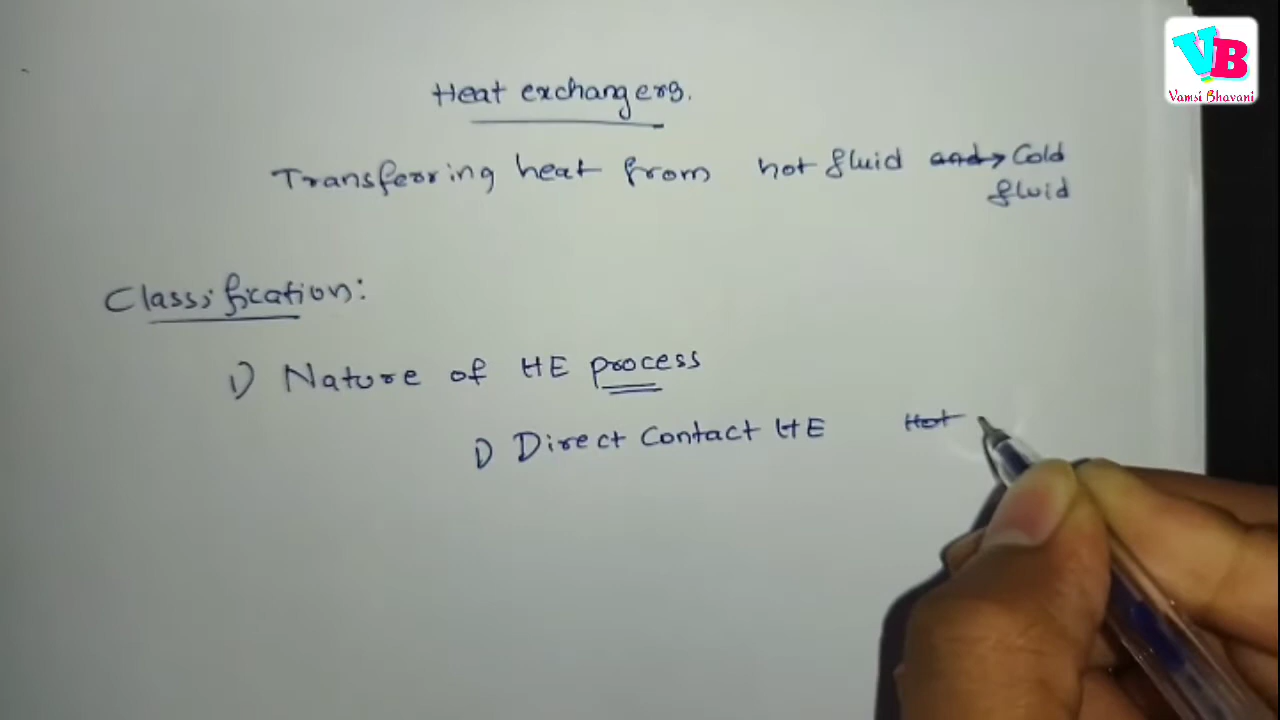 VB
Vamsi Bhavani
Heat exchangers.
Transferring heat from hot fluid and → Cold
fluid
Classification:
1) Nature of HE process
1) Direct Contact HE Hot